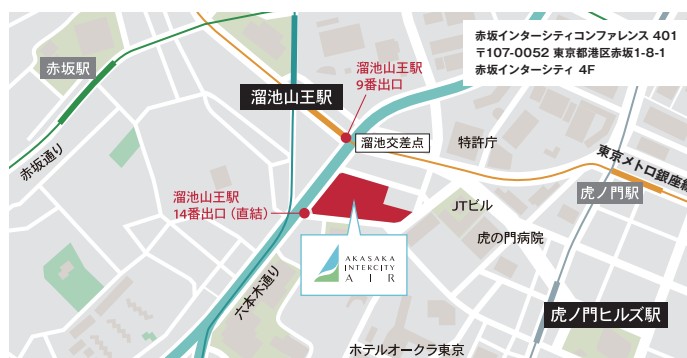 赤坂インターシティコンファレンス 401
〒107-0052 東京都港区赤坂1-8-1
赤坂インターシティ 4F
赤坂駅
溜池山王駅
溜池山王駅
9番出口
溜池交差点
特許庁
東京メトロ銀座線
赤坂通り
虎ノ門駅
溜池山王駅
14番出口（直結）
JTビル
虎の門病院
AKASAKA
INTERCITY
AIR
六本木通り
虎ノ門ヒルズ駅
ホテルオークラ東京